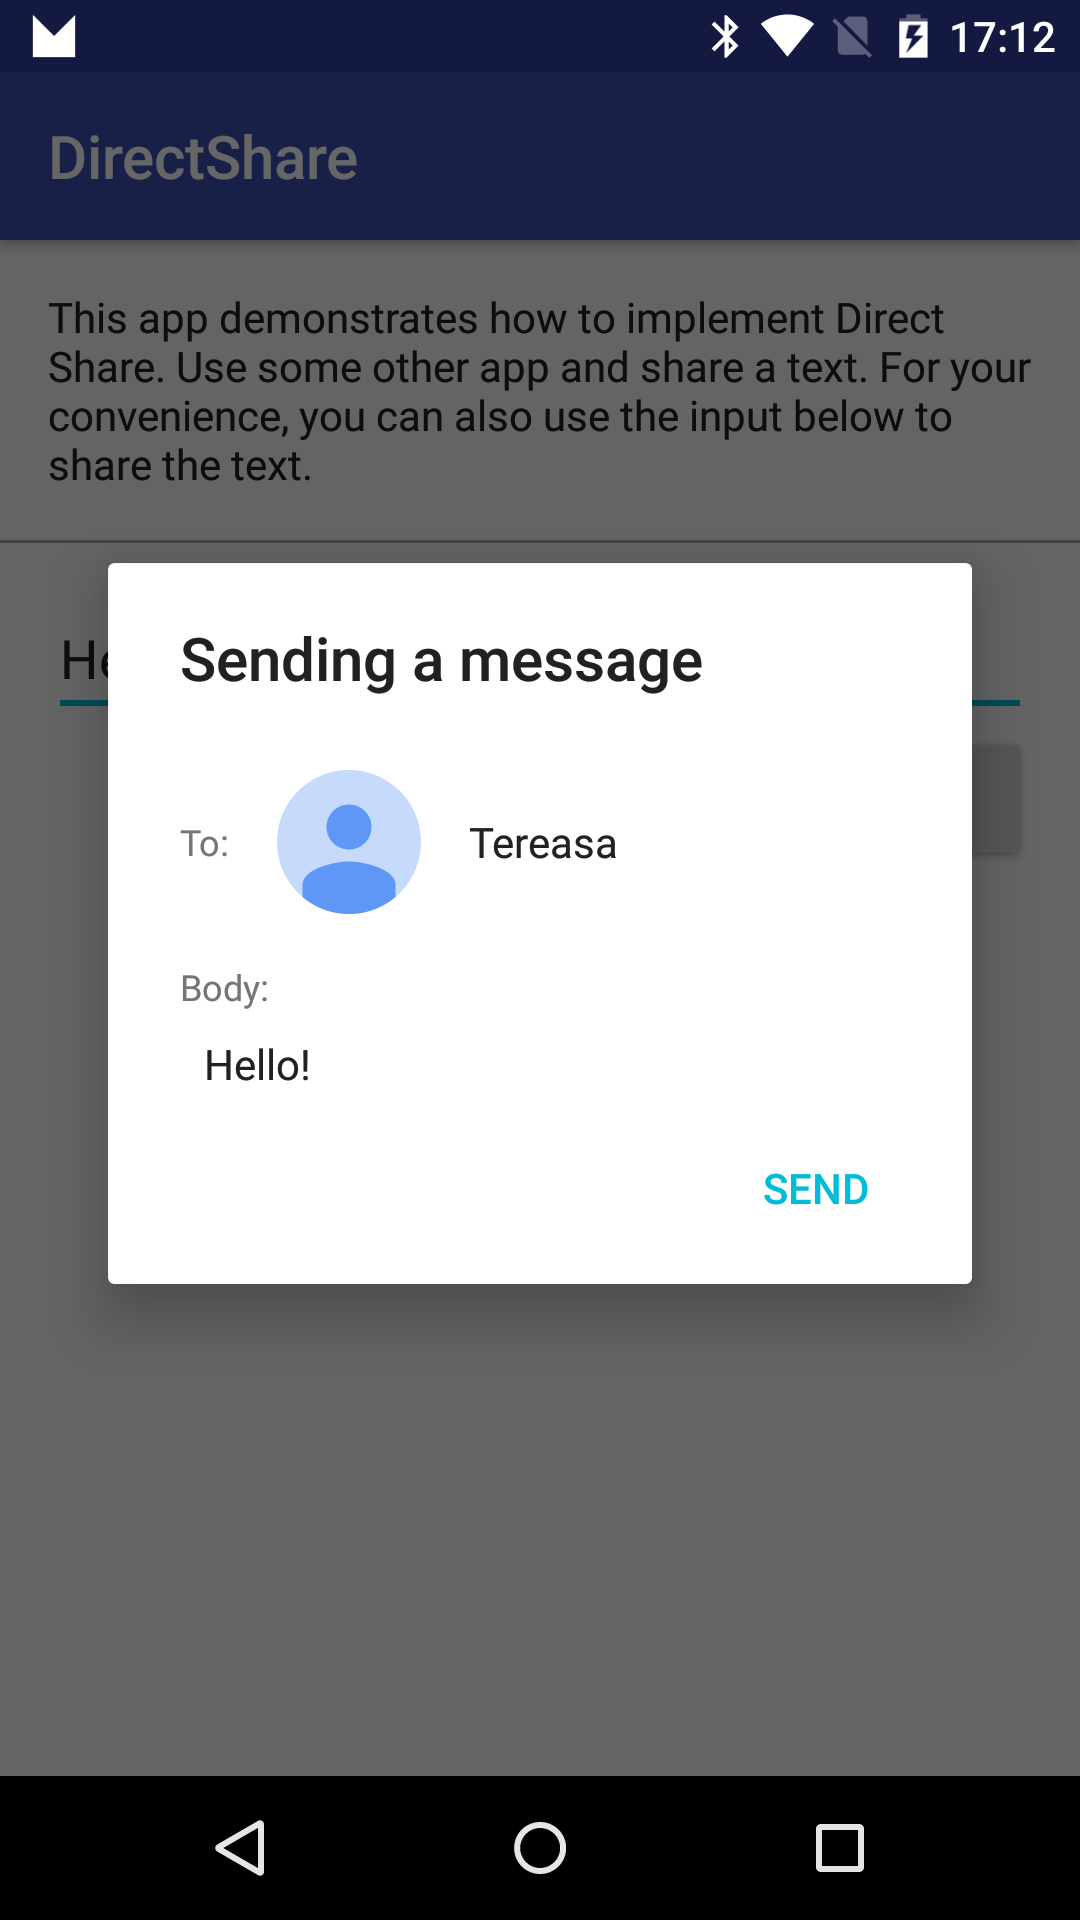 17:12
DirectShare
This app demonstrates how to implement Direct
Share. Use some other app and share a text. For your
convenience, you can also use the input below to
share the text.
Sending a message
To:
Tereasa
Body:
Hello!
SEND